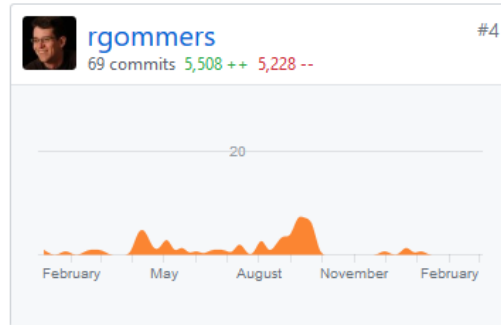 rgommers #4
69 commits 5,508 ++ 5,228 --
20
February May August November February